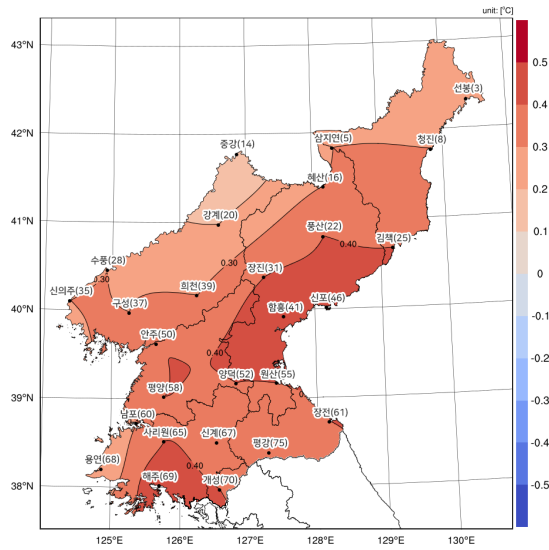 unit: [°C]
43°N
42°N
41°N
40°N
39°N
38°N
선봉(3)
삼지연(5)
청진(8)
중강(14)
혜산(16)
강계(20)
풍산(22)
김책(25)
0.40
수풍(28)
0.30
장진(31)
0.30
신의주(35)
희천(39)
구성(37)
신포(46)
함흥(41)
안주(50)
0.40
양덕(52)
원산(55)
평양(58)
남포(60)
장전(61)
사리원(65)
신계(67)
평강(75)
용연(68)
0.40
해주(69)
개성(70)
125°E
126°E
127°E
128°E
129°E
130°E
0.5
0.4
0.3
0.2
0.1
0
-0.1
-0.2
-0.3
-0.4
-0.5